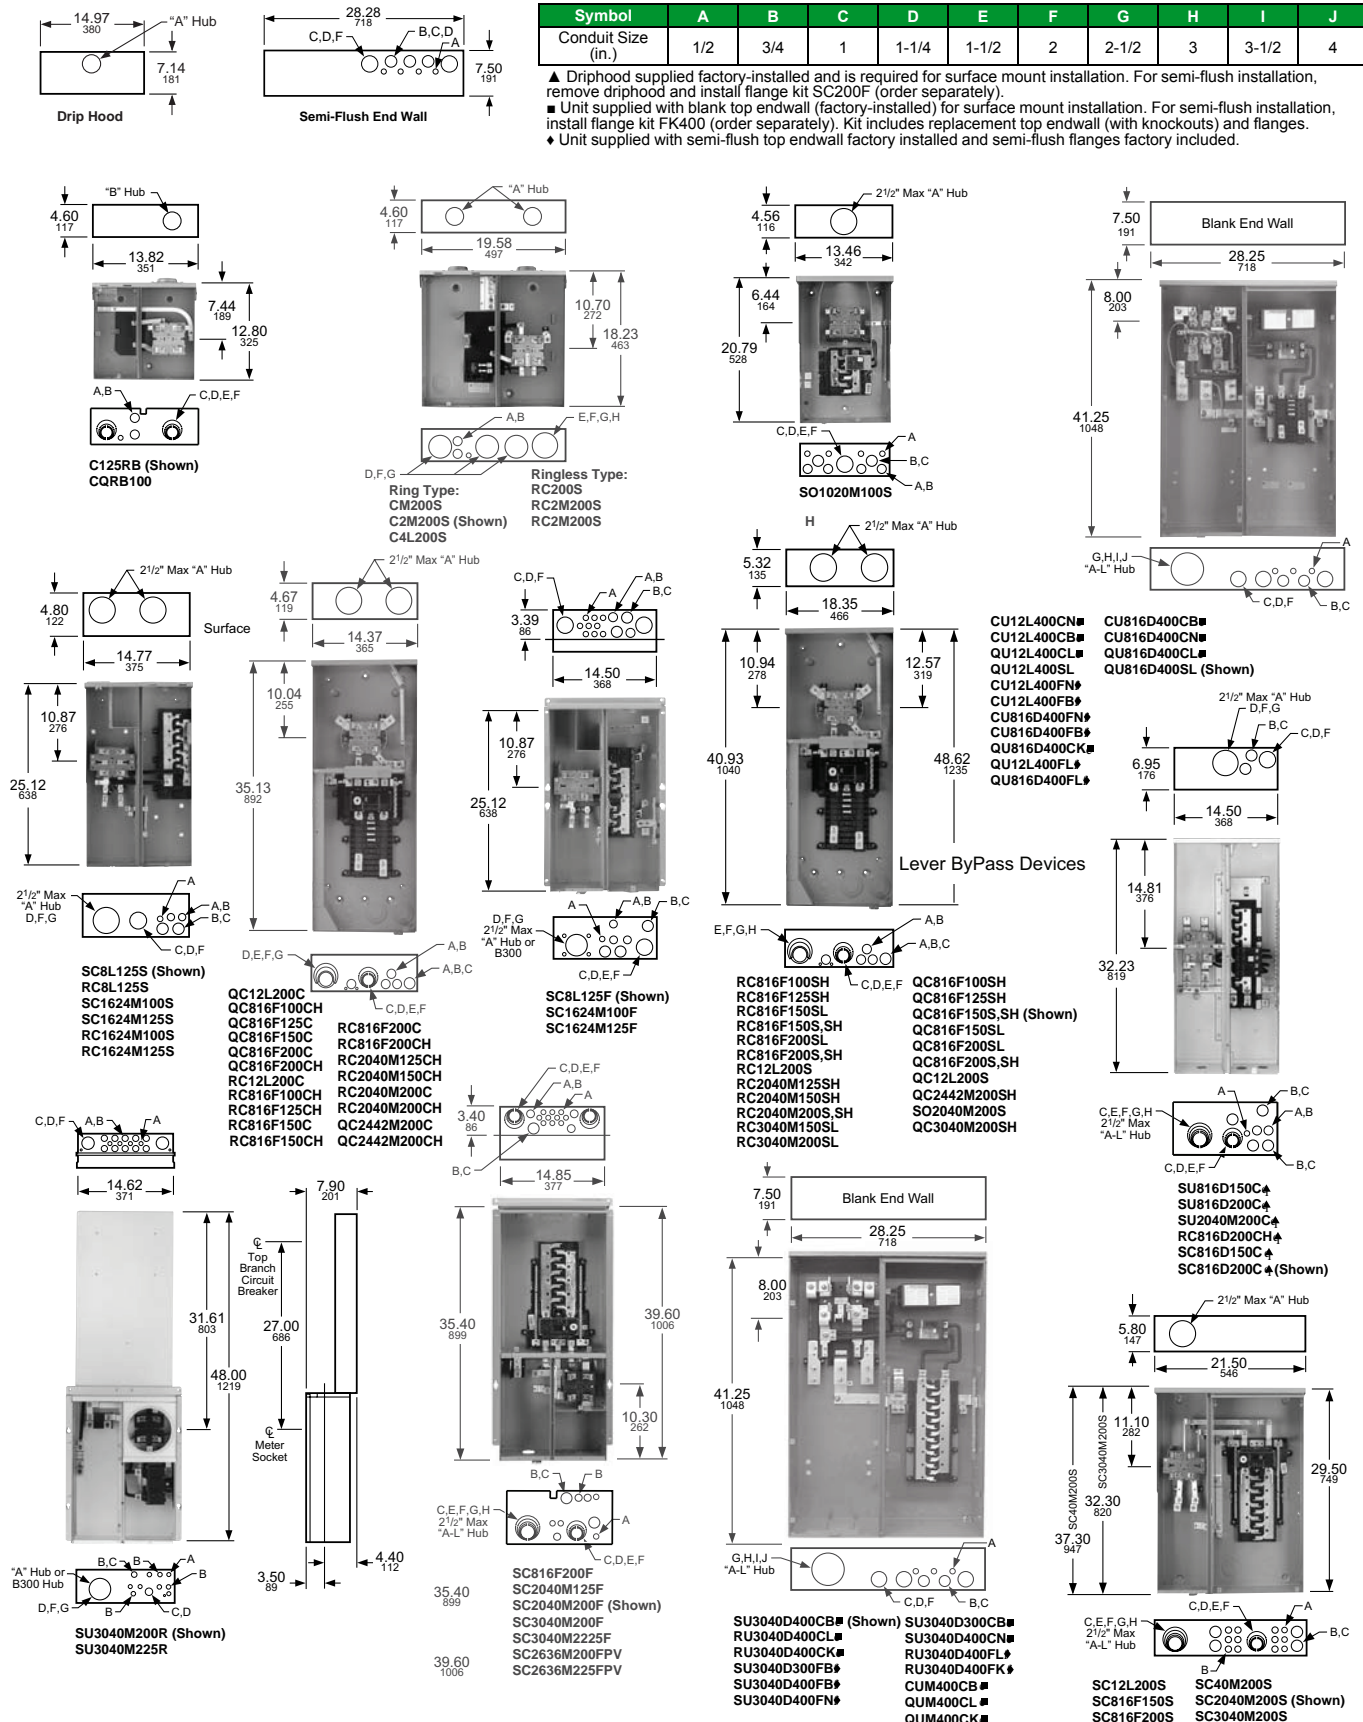 14.97
380
"A" Hub
7.14
181
Drip Hood
28.28
718
C,D,F
B,C,D
A
7.50
191
Semi-Flush End Wall
Symbol A B C D E F G H I J
Conduit Size (in.) 1/2 3/4 1 1-1/4 1-1/2 2 2-1/2 3 3-1/2 4
▲ Driphood supplied factory-installed and is required for surface mount installation. For semi-flush installation,
remove driphood and install flange kit SC200F (order separately).
■ Unit supplied with blank top endwall (factory-installed) for surface mount installation. For semi-flush installation,
install flange kit FK400 (order separately). Kit includes replacement top endwall (with knockouts) and flanges.
♦ Unit supplied with semi-flush top endwall factory installed and semi-flush flanges factory included.
"B" Hub
4.60
117
13.82
351
7.44
189
12.80
325
A,B
C,D,E,F
C125RB (Shown)
CQRB100
"A" Hub
4.60
117
19.58
497
10.70
272
18.23
463
A,B
E,F,G,H
D,F,G
Ring Type:
CM200S
C2M200S (Shown)
C4L200S
Ringless Type:
RC200S
RC2M200S
RC2M200S
2 1/2" Max "A" Hub
4.56
116
13.46
342
6.44
164
20.79
528
C,D,E,F
A
B,C
A,B
SO1020M100S
7.50
191
Blank End Wall
28.25
718
8.00
203
41.25
1048
G,H,I,J
"A-L" Hub
A
C,D,F
B,C
CU12L400CN■
CU12L400CB■
QU12L400CL■
QU12L400SL
CU12L400FN♦
CU12L400FB♦
CU816D400FN♦
CU816D400FB♦
QU816D400CK■
QU12L400FL♦
QU816D400FL♦
CU816D400CB■
CU816D400CN■
QU816D400CL■
QU816D400SL (Shown)
2 1/2" Max "A" Hub
4.80
122
Surface
14.77
375
10.87
276
25.12
638
2 1/2" Max
"A" Hub
D,F,G
A
A,B
B,C
C,D,F
SC8L125S (Shown)
RC8L125S
SC1624M100S
SC1624M125S
RC1624M100S
RC1624M125S
2 1/2" Max "A" Hub
4.67
119
14.37
365
10.04
255
35.13
892
D,E,F,G
A,B
A,B,C
C,D,E,F
QC12L200C
QC816F100CH
QC816F125C
QC816F150C
QC816F200C
QC816F200CH
RC12L200C
RC816F100CH
RC816F125CH
RC816F150C
RC816F150CH
RC816F200C
RC816F200CH
RC2040M125CH
RC2040M150CH
RC2040M200C
RC2040M200CH
QC2442M200C
QC2442M200CH
C,D,F
A
A,B
B,C
3.39
86
14.50
368
10.87
276
25.12
638
D,F,G
2 1/2" Max
"A" Hub or
B300
A
A,B
B,C
C,D,E,F
SC8L125F (Shown)
SC1624M100F
SC1624M125F
H
2 1/2" Max "A" Hub
5.32
135
18.35
466
10.94
278
12.57
319
40.93
1040
48.62
1235
Lever ByPass Devices
E,F,G,H
A,B
A,B,C
C,D,E,F
RC816F100SH
RC816F125SH
RC816F150SL
RC816F150S,SH
RC816F200SL
RC816F200S,SH
RC12L200S
RC2040M125SH
RC2040M150SH
RC2040M200S,SH
RC3040M150SL
RC3040M200SL
QC816F100SH
QC816F125SH
QC816F150S,SH (Shown)
QC816F150SL
QC816F200SL
QC816F200S,SH
QC12L200S
QC2442M200SH
SO2040M200S
QC3040M200SH
2 1/2" Max "A" Hub
D,F,G
B,C
C,D,F
6.95
176
14.50
368
14.81
376
32.23
819
C,E,F,G,H
2 1/2" Max
"A-L" Hub
A
B,C
A,B
C,D,E,F
B,C
SU816D150C▲
SU816D200C▲
SU2040M200C▲
RC816D200CH▲
SC816D150C▲
SC816D200C▲(Shown)
C,D,F
A,B
A
14.62
371
7.90
201
℄
Top
Branch
Circuit
Breaker
31.61
803
27.00
686
48.00
1219
℄
Meter
Socket
3.50
89
4.40
112
"A" Hub or
B300 Hub
D,F,G
B,C
B
A
B
B
C,D
SU3040M200R (Shown)
SU3040M225R
C,D,E,F
A,B
A
3.40
86
B,C
14.85
377
35.40
899
39.60
1006
10.30
262
B,C
B
C,E,F,G,H
2 1/2" Max
"A-L" Hub
A
C,D,E,F
35.40
899
39.60
1006
SC816F200F
SC2040M125F
SC2040M200F (Shown)
SC3040M200F
SC3040M2225F
SC2636M200FPV
SC2636M225FPV
7.50
191
Blank End Wall
28.25
718
8.00
203
41.25
1048
G,H,I,J
"A-L" Hub
A
C,D,F
B,C
SU3040D400CB■ (Shown)
RU3040D400CL■
RU3040D400CK■
SU3040D300FB♦
SU3040D400FB♦
SU3040D400FN♦
SU3040D300CB■
SU3040D400CN■
RU3040D400FL♦
RU3040D400FK♦
CUM400CB■
QUM400CL■
QUM400CK■
2 1/2" Max "A" Hub
5.80
147
21.50
546
SC40M200S
SC3040M200S
11.10
282
32.30
820
37.30
947
29.50
749
C,E,F,G,H
2 1/2" Max
"A-L" Hub
C,D,E,F
A
B,C
B
SC12L200S
SC816F150S
SC816F200S
SC40M200S
SC2040M200S (Shown)
SC3040M200S